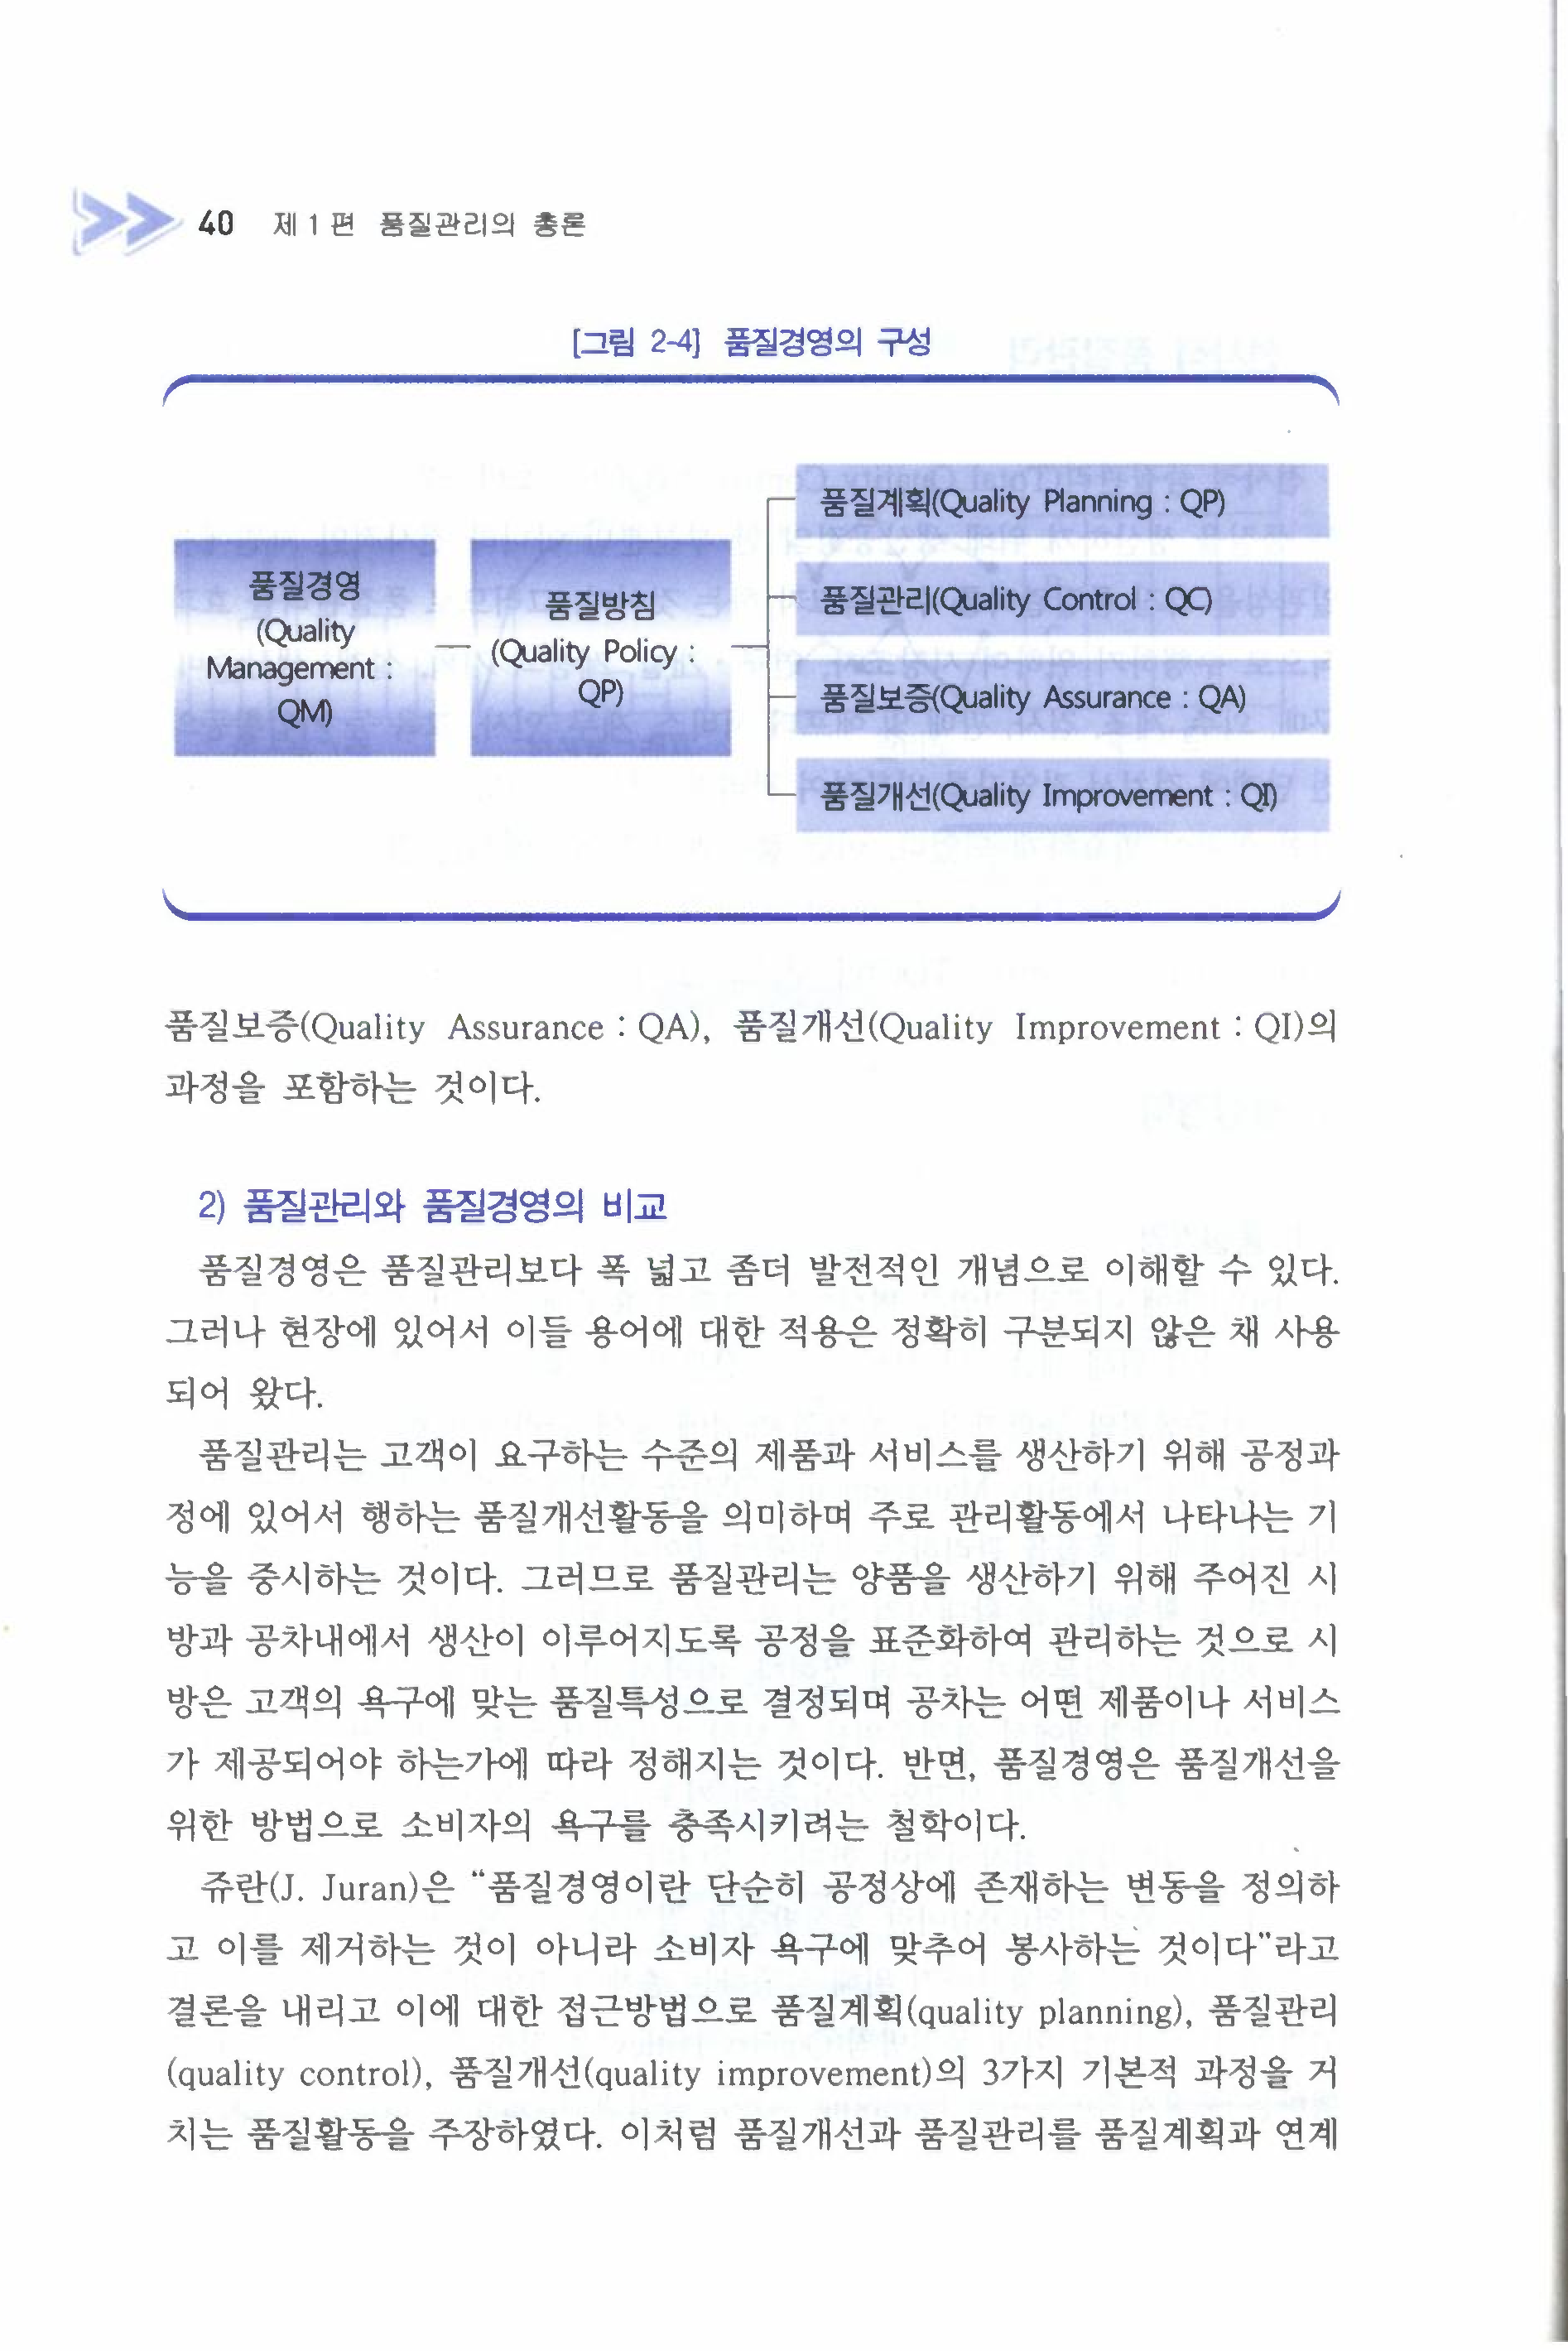 40 제 1 편 품질관리의 총론
[그림 2-4] 품질경영의 구성
품질경영
(Quality
Management :
QM)
품질방침
(Quality Policy :
QP)
품질계획(Quality Planning : QP)
품질관리(Quality Control : QC)
품질보증(Quality Assurance : QA)
품질개선(Quality Improvement : QI)
품질보증(Quality Assurance : QA), 품질개선(Quality Improvement : QI)의
과정을 포함하는 것이다.
2) 품질관리와 품질경영의 비교
품질경영은 품질관리보다 폭 넓고 좀더 발전적인 개념으로 이해할 수 있다.
그러나 현장에 있어서 이들 용어에 대한 적용은 정확히 구분되지 않은 채 사용
되어 왔다.
품질관리는 고객이 요구하는 수준의 제품과 서비스를 생산하기 위해 공정과
정에 있어서 행하는 품질개선활동을 의미하며 주로 관리활동에서 나타나는 기
능을 중시하는 것이다. 그러므로 품질관리는 양품을 생산하기 위해 주어진 시
방과 공차내에서 생산이 이루어지도록 공정을 표준화하여 관리하는 것으로 시
방은 고객의 욕구에 맞는 품질특성으로 결정되며 공차는 어떤 제품이나 서비스
가 제공되어야 하는가에 따라 정해지는 것이다. 반면, 품질경영은 품질개선을
위한 방법으로 소비자의 욕구를 충족시키려는 철학이다.
쥬란(J. Juran)은 “품질경영이란 단순히 공정상에 존재하는 변동을 정의하
고 이를 제거하는 것이 아니라 소비자 욕구에 맞추어 봉사하는 것이다”라고
결론을 내리고 이에 대한 접근방법으로 품질계획(quality planning), 품질관리
(quality control), 품질개선(quality improvement)의 3가지 기본적 과정을 거
치는 품질활동을 주장하였다. 이처럼 품질개선과 품질관리를 품질계획과 연계